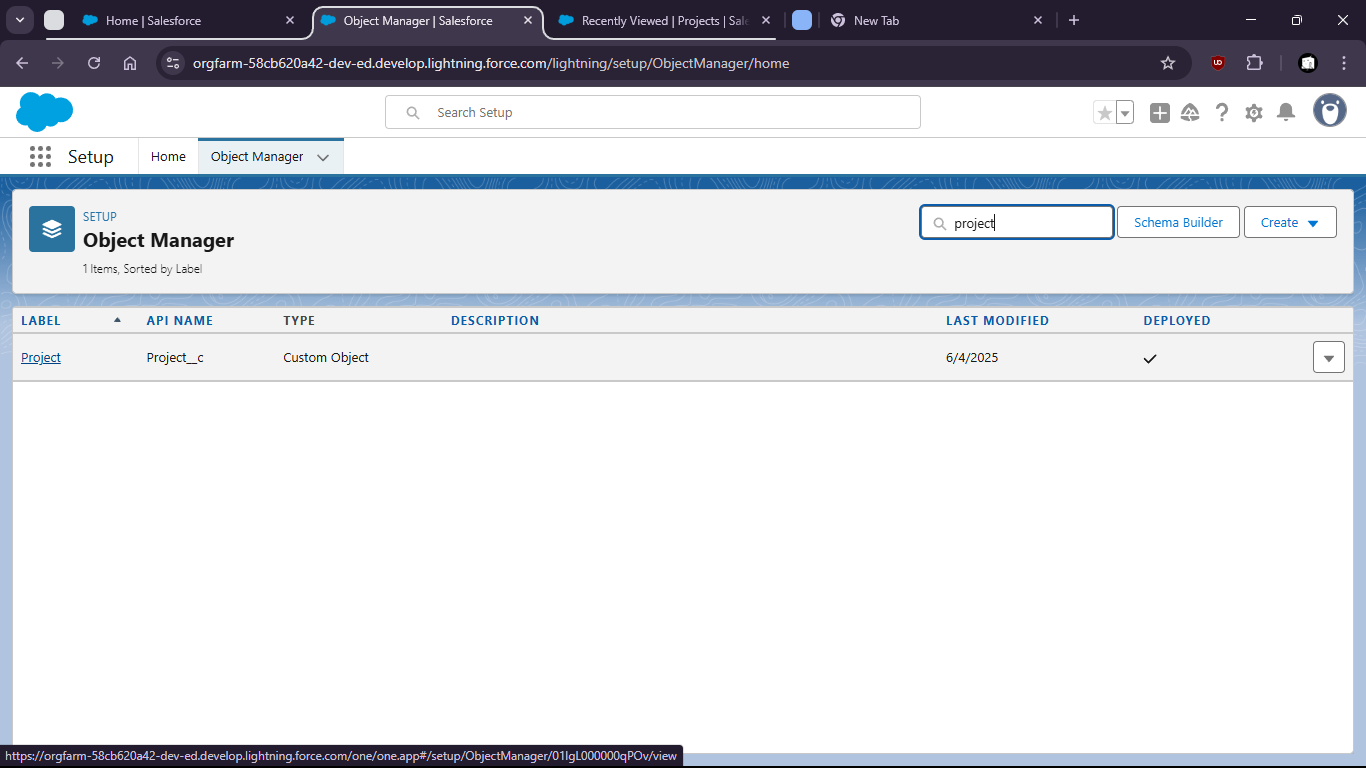 Home | Salesforce
Object Manager | Salesforce
Recently Viewed | Projects | Sal
New Tab
orgfarm-58cb620a42-dev-ed.develop.lightning.force.com/lightning/setup/ObjectManager/home
UD
Search Setup
Setup
Home
Object Manager
SETUP
Object Manager
1 Items, Sorted by Label
project
Schema Builder
Create
LABEL API NAME TYPE DESCRIPTION LAST MODIFIED DEPLOYED
Project Project__c Custom Object 6/4/2025
https://orgfarm-58cb620a42-dev-ed.develop.lightning.force.com/one/one.app#/setup/ObjectManager/01IgL000000qPOv/view